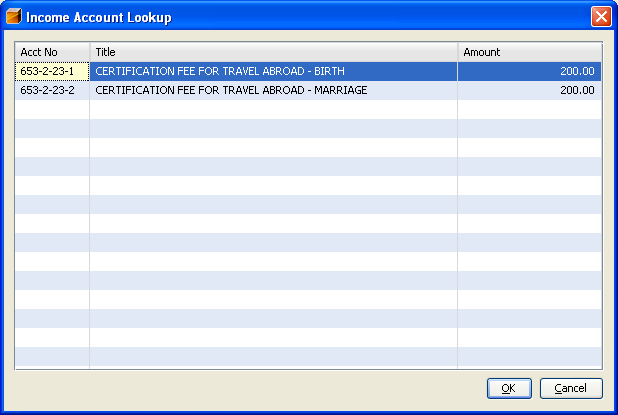 Income Account Lookup
Acct No Title Amount
653-2-23-1 CERTIFICATION FEE FOR TRAVEL ABROAD - BIRTH 200.00
653-2-23-2 CERTIFICATION FEE FOR TRAVEL ABROAD - MARRIAGE 200.00
OK Cancel